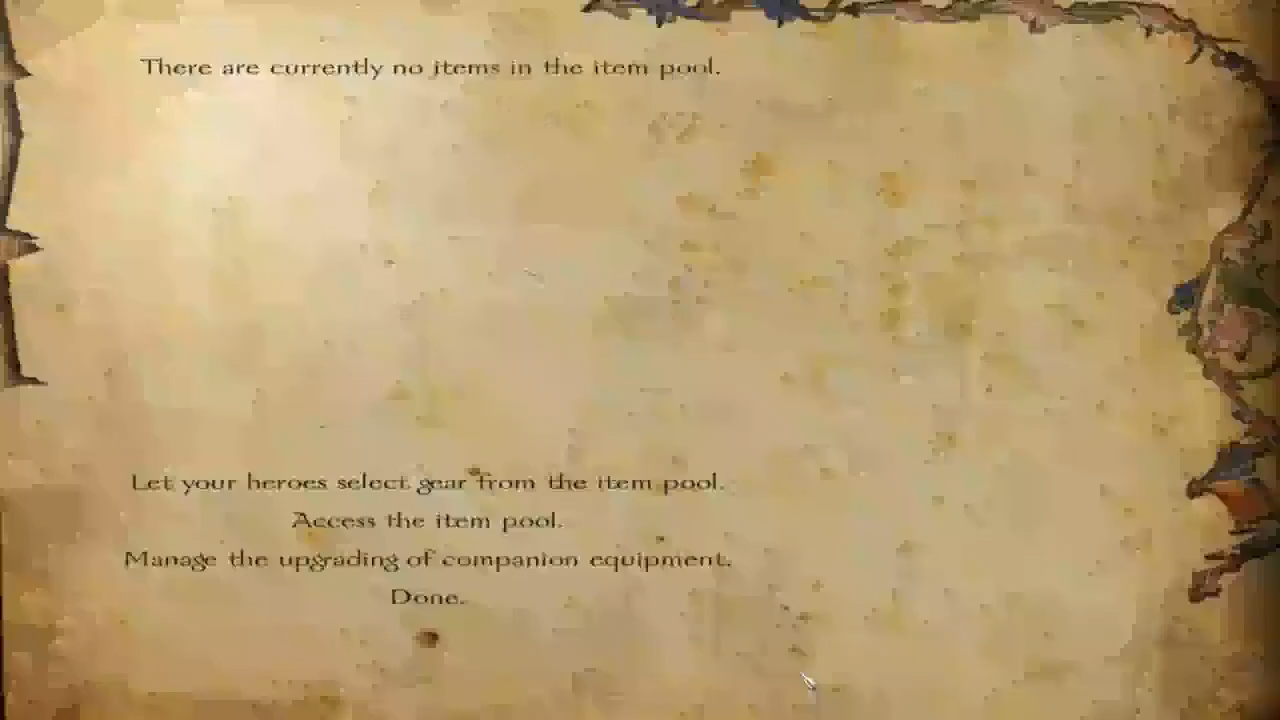 There are currently no items in the item pool.
Let your heroes select gear from the item pool.
Access the item pool.
Manage the upgrading of companion equipment.
Done.